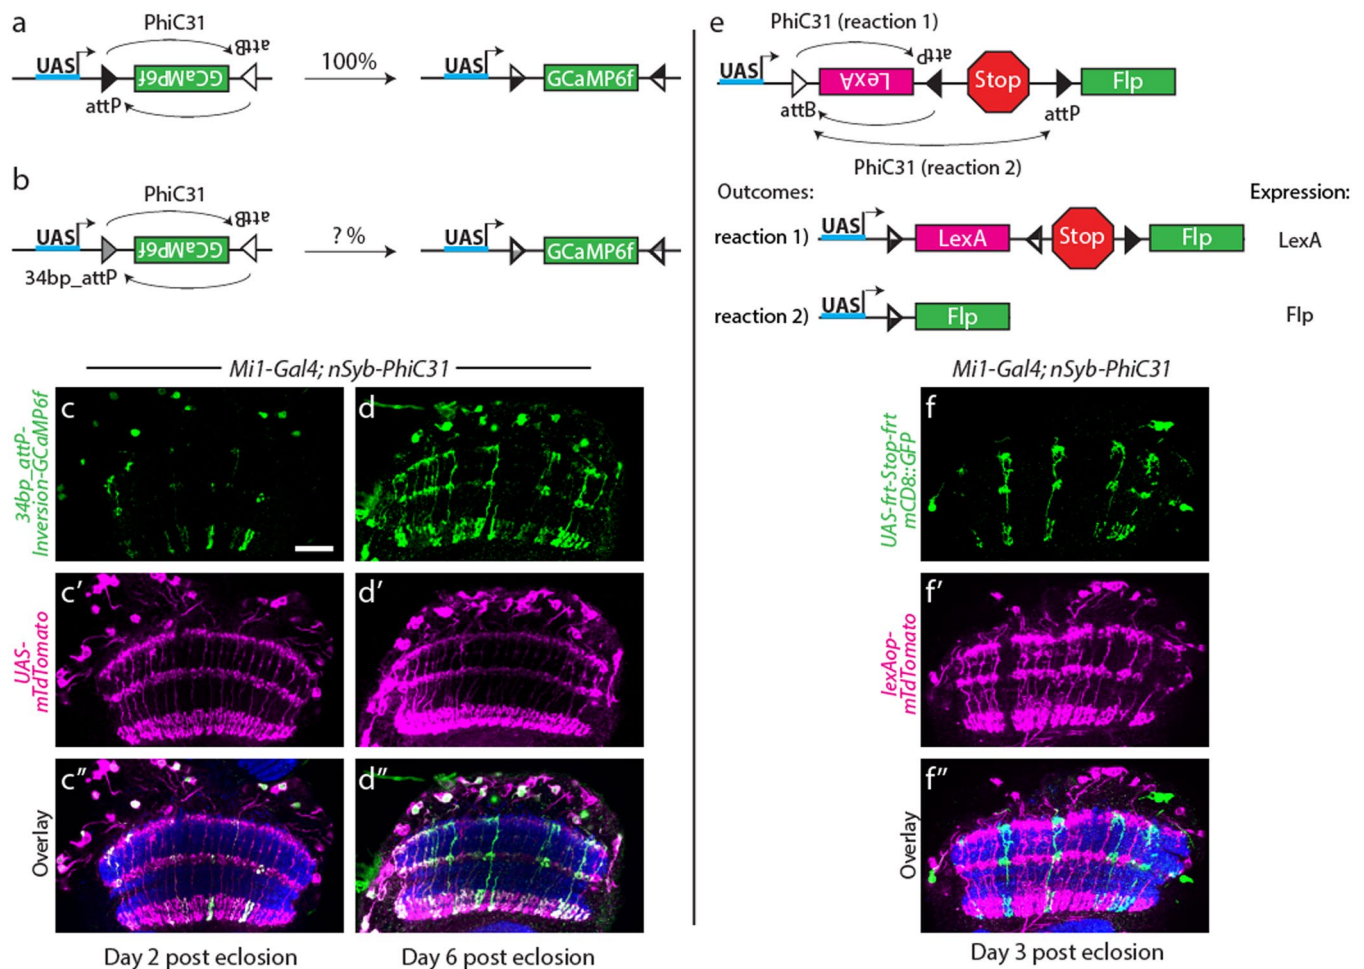 a
PhiC31
attB
UAS
GCaMP6f
attP
100%
UAS
GCaMP6f
b
PhiC31
attB
UAS
GCaMP6f
34bp_attP
? %
UAS
GCaMP6f
Mi1-Gal4; nSyb-PhiC31
34bp_attP-
Inversion-GCaMP6f
c
d
UAS-
mTdTomato
c'
d'
Overlay
c"
d"
Day 2 post eclosion
Day 6 post eclosion
e
PhiC31 (reaction 1)
attP
UAS
LexA
Stop
Flp
attB
attP
PhiC31 (reaction 2)
Outcomes:
Expression:
reaction 1)
UAS
LexA
Stop
Flp
LexA
reaction 2)
UAS
Flp
Flp
Mi1-Gal4; nSyb-PhiC31
UAS-frt-Stop-frt
mCD8::GFP
f
lexAop-
mTdTomato
f'
Overlay
f"
Day 3 post eclosion